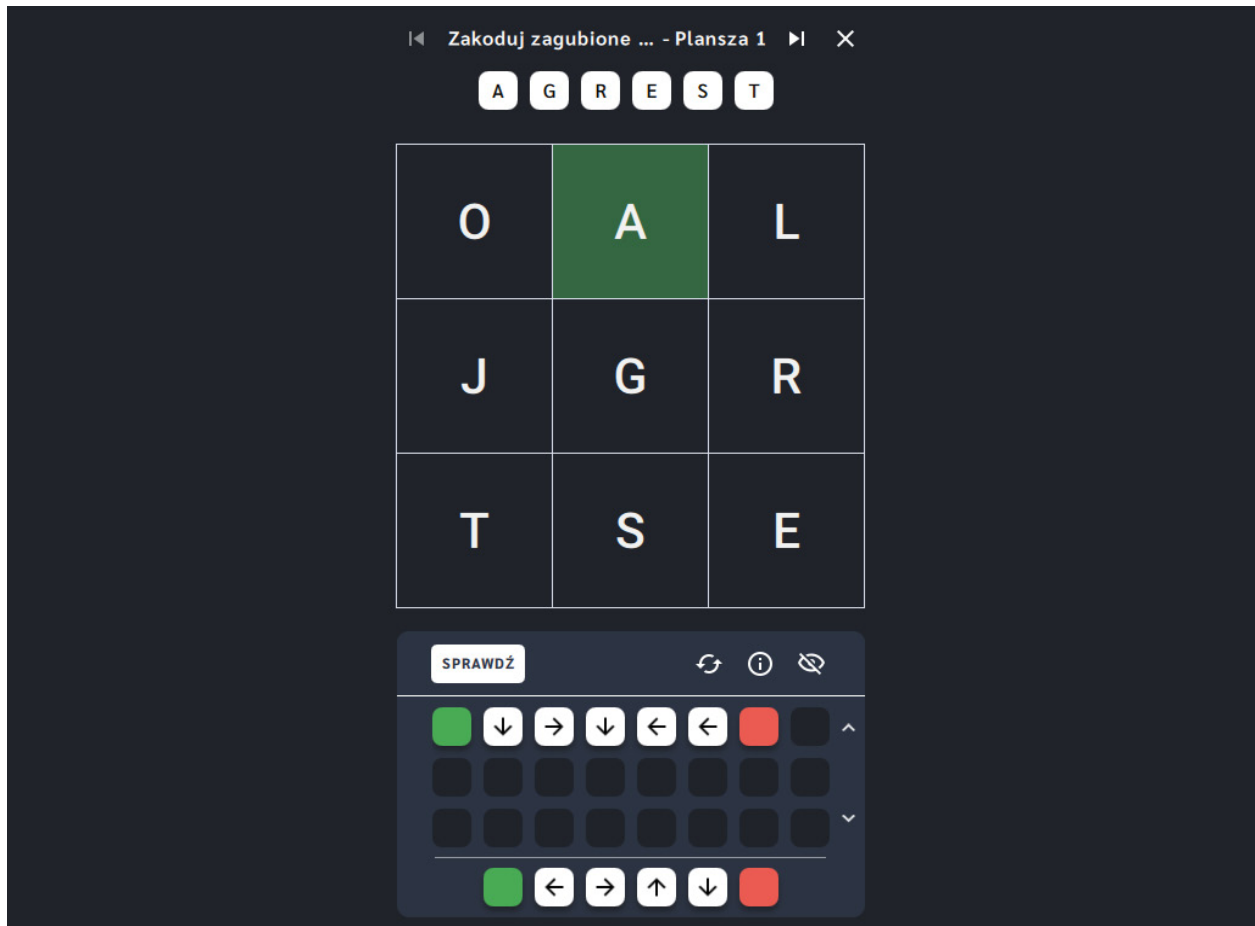 Zakoduj zagubione ... - Plansza 1
A G R E S T
O A L
J G R
T S E
SPRAWDŹ